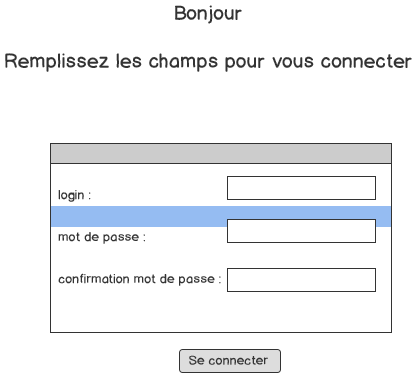 Bonjour
Remplissez les champs pour vous connecter
login :
mot de passe :
confirmation mot de passe :
Se connecter